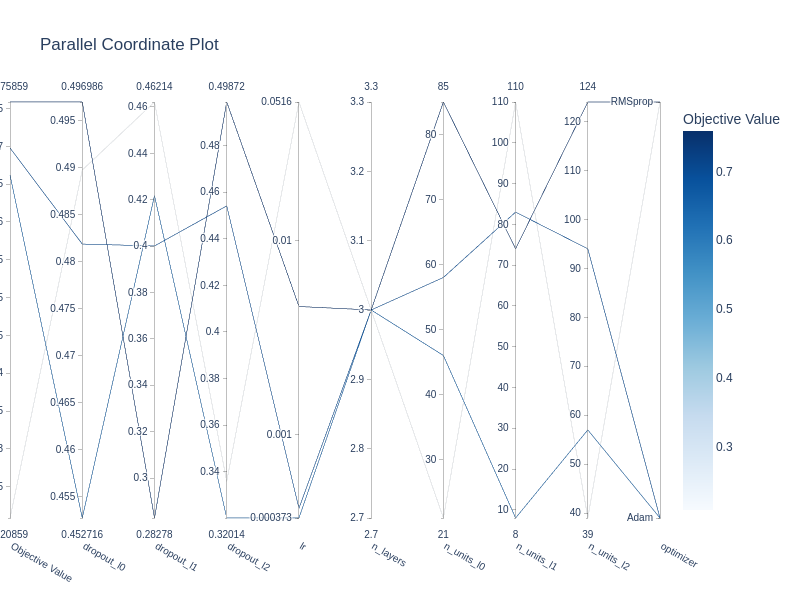 Parallel Coordinate Plot
75859 0.496986 0.46214 0.49872 3.3 85 110 124
0.0516 3.3 110 RMSprop
0.46 120
0.495 80 100
0.48 3.2 110
0.49 0.46 70 90 100
0.485 0.44 0.44 0.01 3.1 80
0.42 60 70 90
0.48 0.4 0.42
0.475 0.38 0.4 3 50 60 80
0.47 0.36 0.38 2.9 50 70
0.465 0.34 0.36 0.001 40 40 60
0.46 0.32 2.8 30 30 50
0.455 0.3 0.34 20
10 40
0.000373 2.7 Adam
20859 0.452716 0.28278 0.32014 2.7 21 8 39
Objective Value
dropout_l0
dropout_l1
dropout_l2
lr
n_layers
n_units_l0
n_units_l1
n_units_l2
optimizer
Objective Value
0.7
0.6
0.5
0.4
0.3